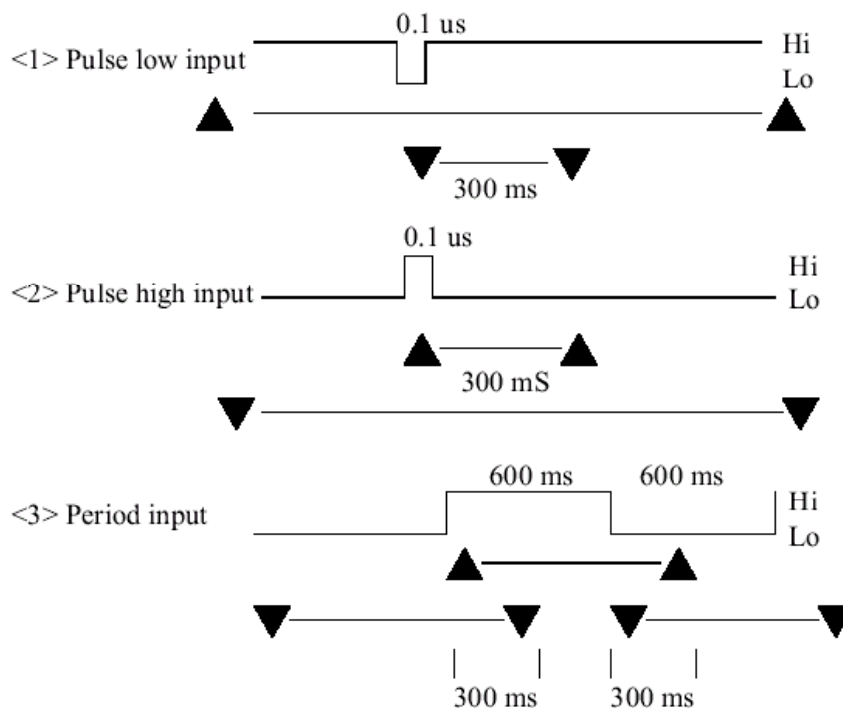 0.1 us
<1> Pulse low input
Hi
Lo
300 ms
0.1 us
<2> Pulse high input
Hi
Lo
300 mS
600 ms 600 ms
<3> Period input
Hi
Lo
300 ms 300 ms